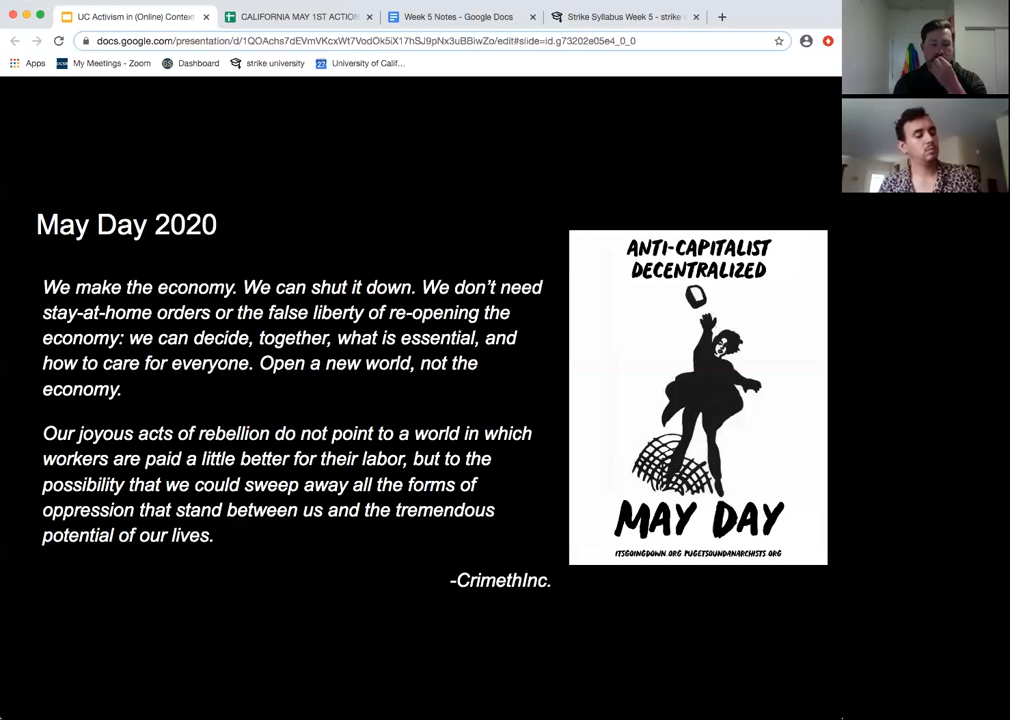 UC Activism in (Online) Context
CALIFORNIA MAY 1ST ACTION
Week 5 Notes - Google Docs
Strike Syllabus Week 5 - strike
docs.google.com/presentation/d/1QOAchs7dEVmVKcxWt7VodOk5iX17hSJ9pNx3uBBiwZo/edit#slide=id.g73202e05e4_0_0
Apps
My Meetings - Zoom
Dashboard
strike university
27
University of Calif...
May Day 2020
We make the economy. We can shut it down. We don't need
stay-at-home orders or the false liberty of re-opening the
economy: we can decide, together, what is essential, and
how to care for everyone. Open a new world, not the
economy.
Our joyous acts of rebellion do not point to a world in which
workers are paid a little better for their labor, but to the
possibility that we could sweep away all the forms of
oppression that stand between us and the tremendous
potential of our lives.
-CrimethInc.
ANTI-CAPITALIST
DECENTRALIZED
MAY DAY
ITSGOINGDOWN.ORG PUGETSOUNDANARCHISTS.ORG